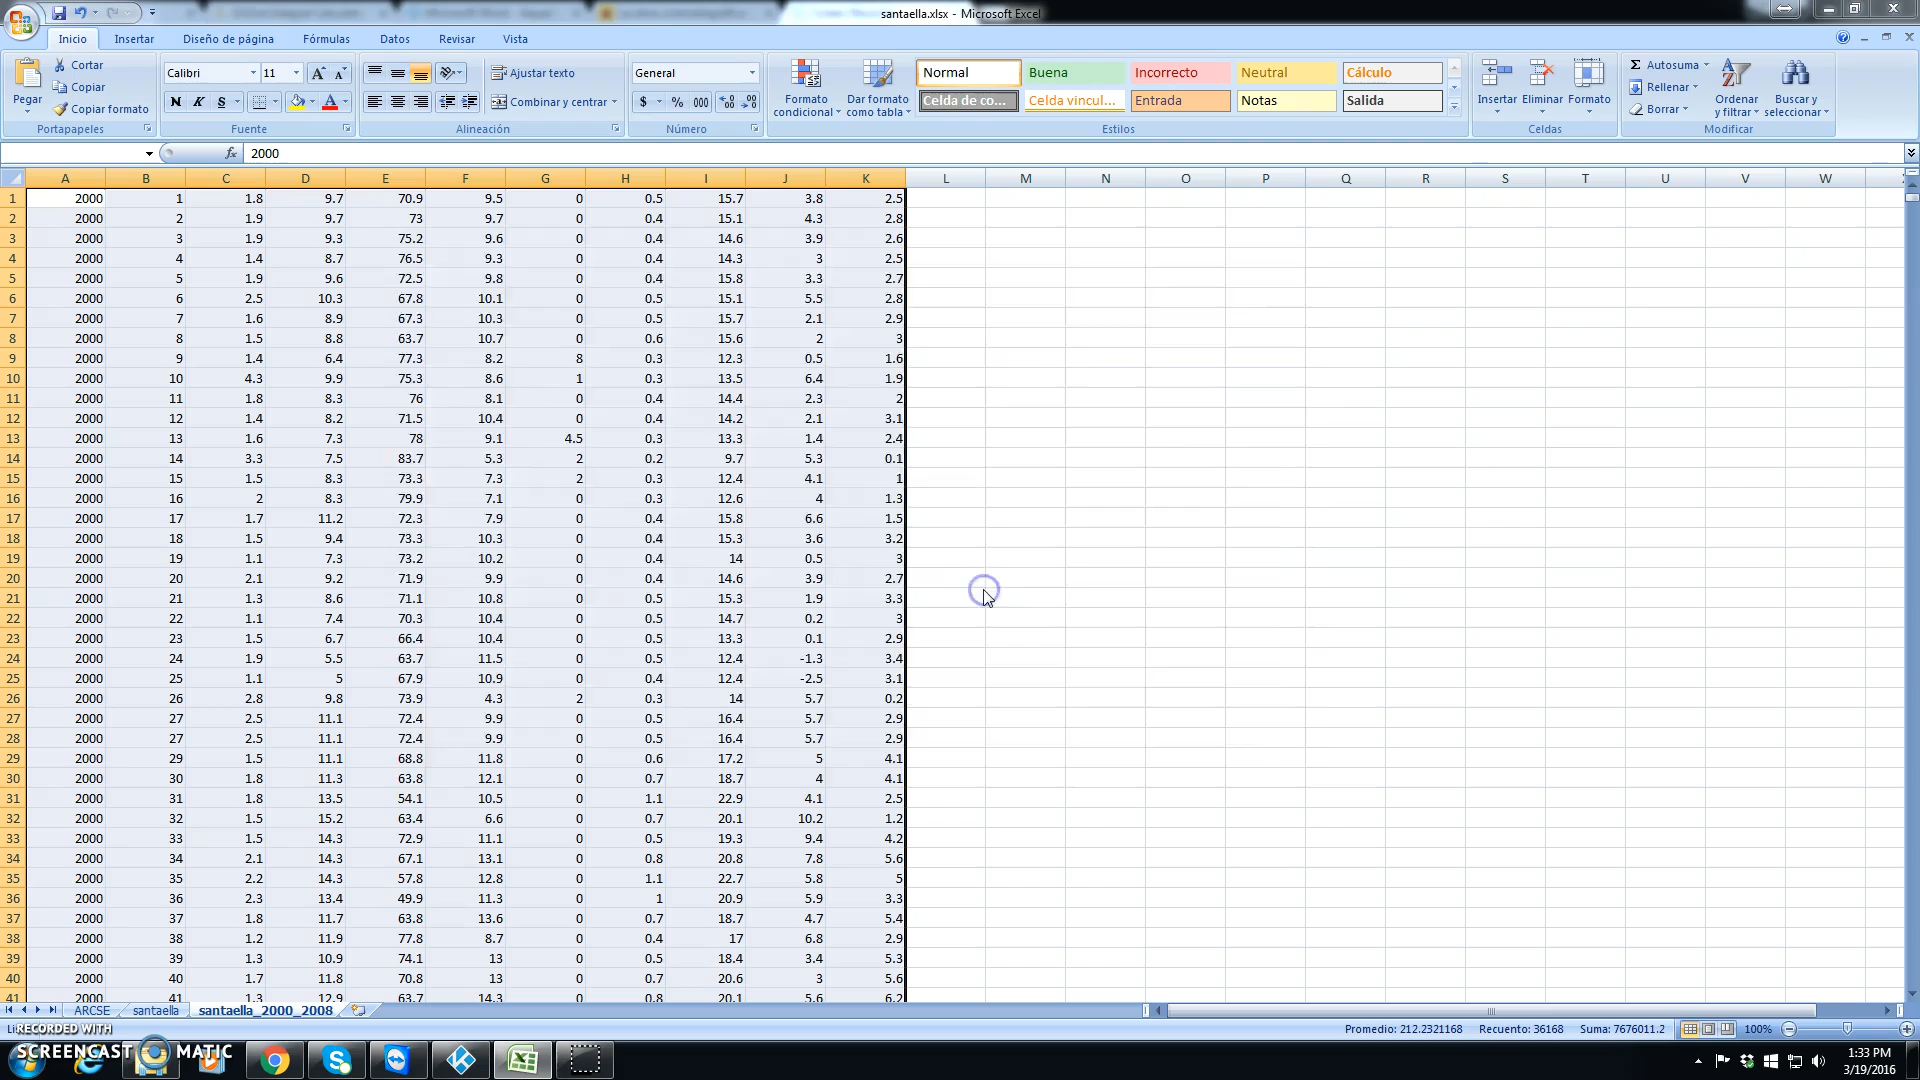 santaella.xlsx - Microsoft Excel
Inicio Insertar Diseño de página Fórmulas Datos Revisar Vista
Pegar Cortar Copiar Copiar formato Portapapeles
Calibri 11 N K S Fuente
Ajustar texto Combinar y centrar Alineación
General $ % 000 Número
Formato condicional Dar formato como tabla
Normal Buena Incorrecto Neutral Cálculo
Celda de co... Celda vincul... Entrada Notas Salida
Estilos
Insertar Eliminar Formato Celdas
Autosuma Rellenar Borrar Ordenar y filtrar Buscar y seleccionar Modificar
fx 2000
A B C D E F G H I J K L M N O P Q R S T U V W
1 2000 1 1.8 9.7 70.9 9.5 0 0.5 15.7 3.8 2.5
2 2000 2 1.9 9.7 73 9.7 0 0.4 15.1 4.3 2.8
3 2000 3 1.9 9.3 75.2 9.6 0 0.4 14.6 3.9 2.6
4 2000 4 1.4 8.7 76.5 9.3 0 0.4 14.3 3 2.5
5 2000 5 1.9 9.6 72.5 9.8 0 0.4 15.8 3.3 2.7
6 2000 6 2.5 10.3 67.8 10.1 0 0.5 15.1 5.5 2.8
7 2000 7 1.6 8.9 67.3 10.3 0 0.5 15.7 2.1 2.9
8 2000 8 1.5 8.8 63.7 10.7 0 0.6 15.6 2 3
9 2000 9 1.4 6.4 77.3 8.2 8 0.3 12.3 0.5 1.6
10 2000 10 4.3 9.9 75.3 8.6 1 0.3 13.5 6.4 1.9
11 2000 11 1.8 8.3 76 8.1 0 0.4 14.4 2.3 2
12 2000 12 1.4 8.2 71.5 10.4 0 0.4 14.2 2.1 3.1
13 2000 13 1.6 7.3 78 9.1 4.5 0.3 13.3 1.4 2.4
14 2000 14 3.3 7.5 83.7 5.3 2 0.2 9.7 5.3 0.1
15 2000 15 1.5 8.3 73.3 7.3 2 0.3 12.4 4.1 1
16 2000 16 2 8.3 79.9 7.1 0 0.3 12.6 4 1.3
17 2000 17 1.7 11.2 72.3 7.9 0 0.4 15.8 6.6 1.5
18 2000 18 1.5 9.4 73.3 10.3 0 0.4 15.3 3.6 3.2
19 2000 19 1.1 7.3 73.2 10.2 0 0.4 14 0.5 3
20 2000 20 2.1 9.2 71.9 9.9 0 0.4 14.6 3.9 2.7
21 2000 21 1.3 8.6 71.1 10.8 0 0.5 15.3 1.9 3.3
22 2000 22 1.1 7.4 70.3 10.4 0 0.5 14.7 0.2 3
23 2000 23 1.5 6.7 66.4 10.4 0 0.5 13.3 0.1 2.9
24 2000 24 1.9 5.5 63.7 11.5 0 0.5 12.4 -1.3 3.4
25 2000 25 1.1 5 67.9 10.9 0 0.4 12.4 -2.5 3.1
26 2000 26 2.8 9.8 73.9 4.3 2 0.3 14 5.7 0.2
27 2000 27 2.5 11.1 72.4 9.9 0 0.5 16.4 5.7 2.9
28 2000 27 2.5 11.1 72.4 9.9 0 0.5 16.4 5.7 2.9
29 2000 29 1.5 11.1 68.8 11.8 0 0.6 17.2 5 4.1
30 2000 30 1.8 11.3 63.8 12.1 0 0.7 18.7 4 4.1
31 2000 31 1.8 13.5 54.1 10.5 0 1.1 22.9 4.1 2.5
32 2000 32 1.5 15.2 63.4 6.6 0 0.7 20.1 10.2 1.2
33 2000 33 1.5 14.3 72.9 11.1 0 0.5 19.3 9.4 4.2
34 2000 34 2.1 14.3 67.1 13.1 0 0.8 20.8 7.8 5.6
35 2000 35 2.2 14.3 57.8 12.8 0 1.1 22.7 5.8 5
36 2000 36 2.3 13.4 49.9 11.3 0 1 20.9 5.9 3.3
37 2000 37 1.8 11.7 63.8 13.6 0 0.7 18.7 4.7 5.4
38 2000 38 1.2 11.9 77.8 8.7 0 0.4 17 6.8 2.9
39 2000 39 1.3 10.9 74.1 13 0 0.5 18.4 3.4 5.3
40 2000 40 1.7 11.8 70.8 13 0 0.7 20.6 3 5.6
41 2000 41 1.3 12.9 63.7 14.3 0 0.8 20.1 5.6 6.2
ARCSE santaella santaella_2000_2008
Promedio: 212.2321168 Recuento: 36168 Suma: 7676011.2 100%
RECORDED WITH
SCREENCAST MATIC
1:33 PM
3/19/2016